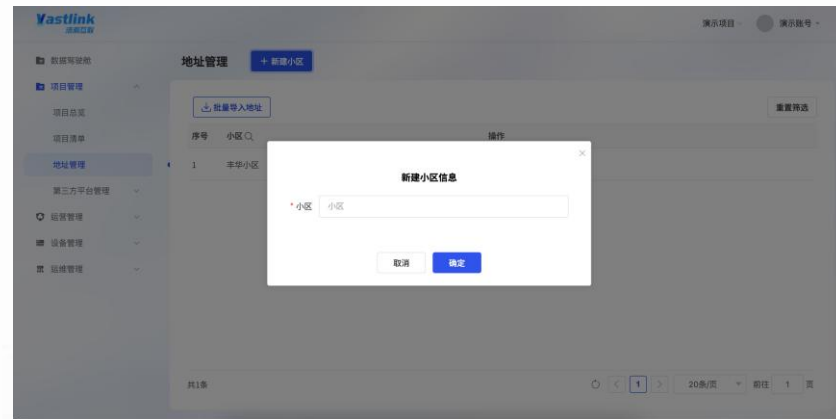 Vastlink
演示项目
演示账号
数据驾驶舱
地址管理
+ 新建小区
项目管理
项目总览
批量导入地址
重置筛选
项目清单
序号 小区 操作
地址管理
1 丰华小区
第三方平台管理
运营管理
设备管理
运维管理
新建小区信息
* 小区 小区
取消 确定
共1条
1 20条/页 前往 1 页